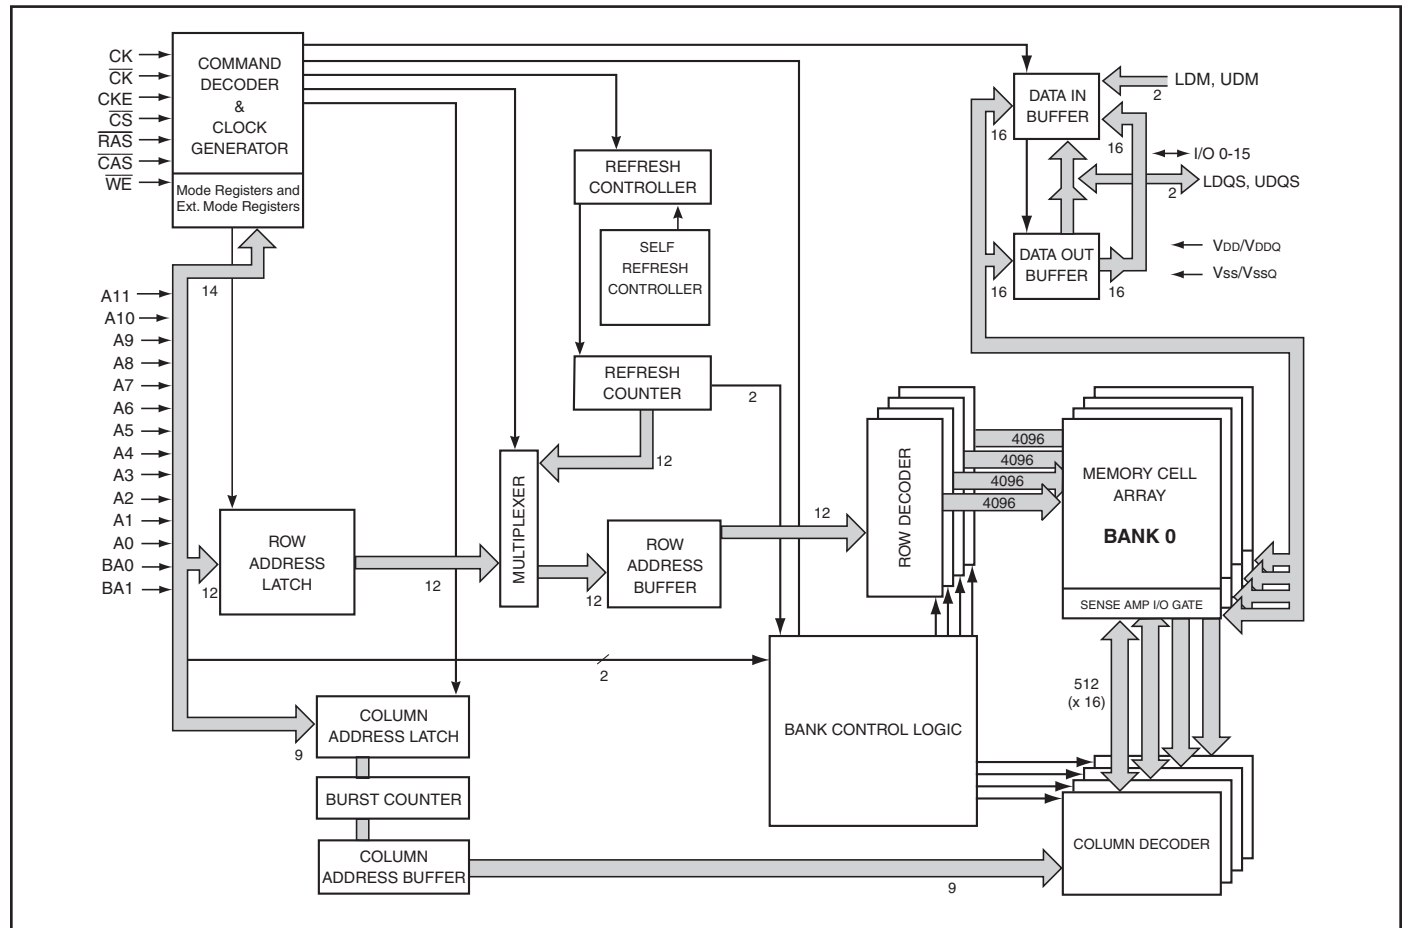 CK
CK
CKE
CS
RAS
CAS
WE
COMMAND
DECODER
&
CLOCK
GENERATOR
Mode Registers and
Ext. Mode Registers
14
A11
A10
A9
A8
A7
A6
A5
A4
A3
A2
A1
A0
BA0
BA1
12
ROW
ADDRESS
LATCH
12
MULTIPLEXER
12
REFRESH
CONTROLLER
SELF
REFRESH
CONTROLLER
REFRESH
COUNTER
2
12
ROW
ADDRESS
BUFFER
12
ROW DECODER
4096
4096
4096
4096
MEMORY CELL
ARRAY
BANK 0
SENSE AMP I/O GATE
DATA IN
BUFFER
16
16
2
LDM, UDM
I/O 0-15
LDQS, UDQS
2
DATA OUT
BUFFER
16
16
VDD/VDDQ
VSS/VSSQ
2
BANK CONTROL LOGIC
512
(x 16)
COLUMN DECODER
9
COLUMN
ADDRESS LATCH
BURST COUNTER
COLUMN
ADDRESS BUFFER
9